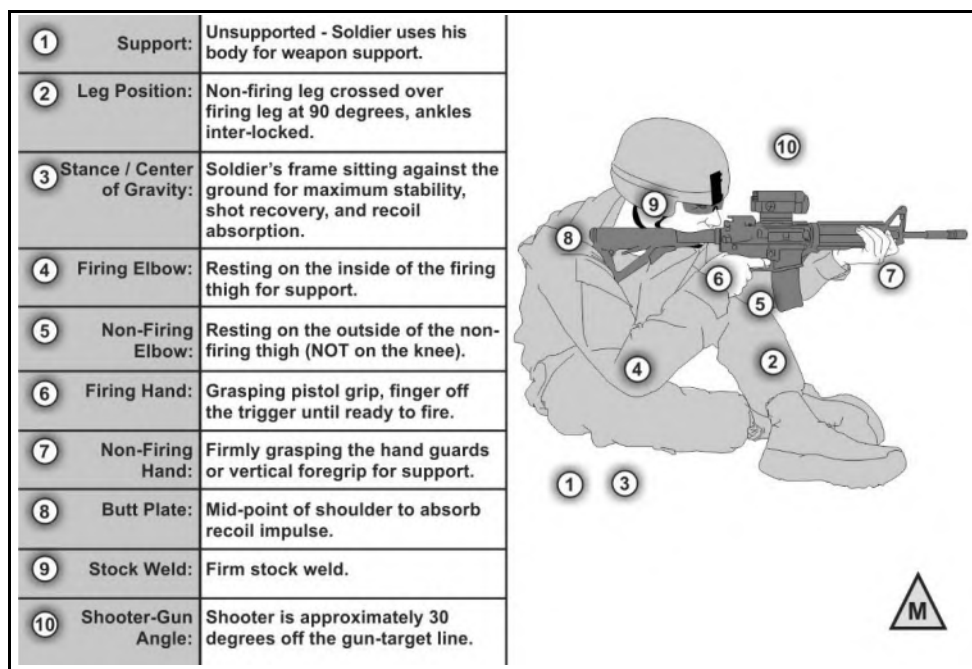 1 Support: Unsupported - Soldier uses his
body for weapon support.
2 Leg Position: Non-firing leg crossed over
firing leg at 90 degrees, ankles
inter-locked.
3 Stance / Center
of Gravity: Soldier's frame sitting against the
ground for maximum stability,
shot recovery, and recoil
absorption.
4 Firing Elbow: Resting on the inside of the firing
thigh for support.
5 Non-Firing
Elbow: Resting on the outside of the non-
firing thigh (NOT on the knee).
6 Firing Hand: Grasping pistol grip, finger off
the trigger until ready to fire.
7 Non-Firing
Hand: Firmly grasping the hand guards
or vertical foregrip for support.
8 Butt Plate: Mid-point of shoulder to absorb
recoil impulse.
9 Stock Weld: Firm stock weld.
10 Shooter-Gun
Angle: Shooter is approximately 30
degrees off the gun-target line.
10
9
8
7
6
5
4
2
1 3
M